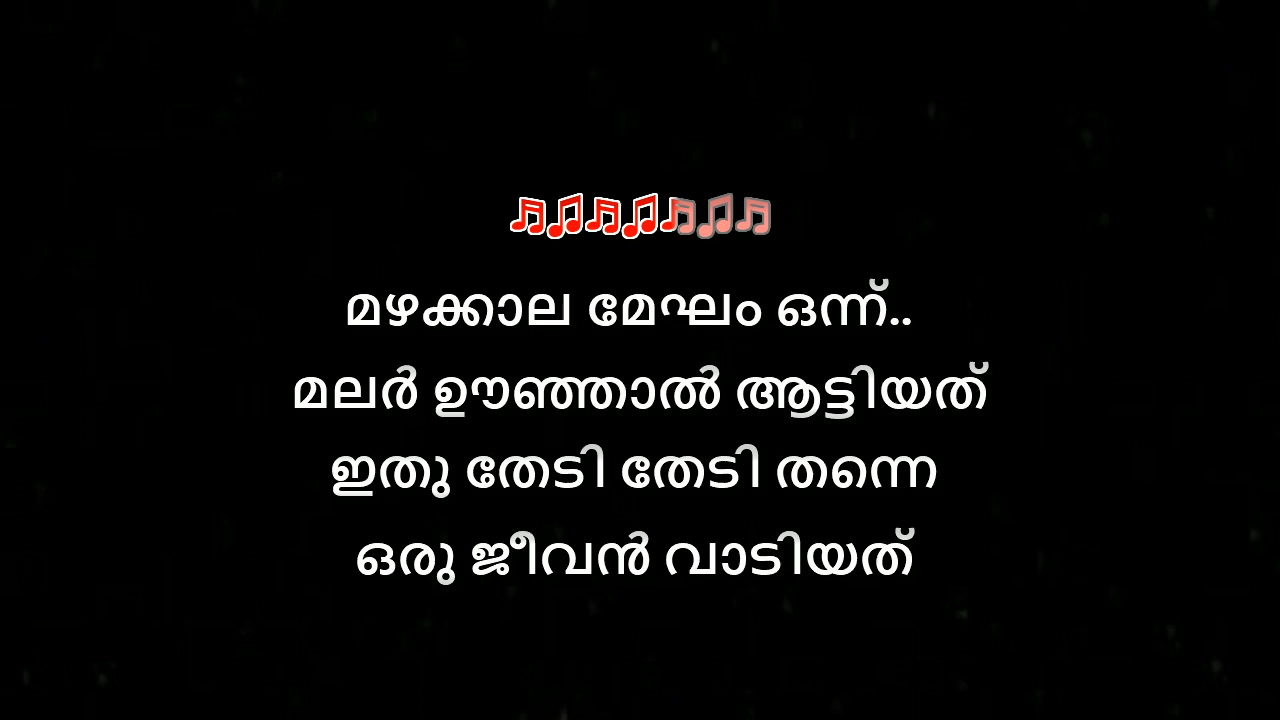 മഴക്കാല മേഘം ഒന്ന്..
മലർ ഊഞ്ഞാൽ ആട്ടിയത്
ഇതു തേടി തേടി തന്നെ
ഒരു ജീവൻ വാടിയത്